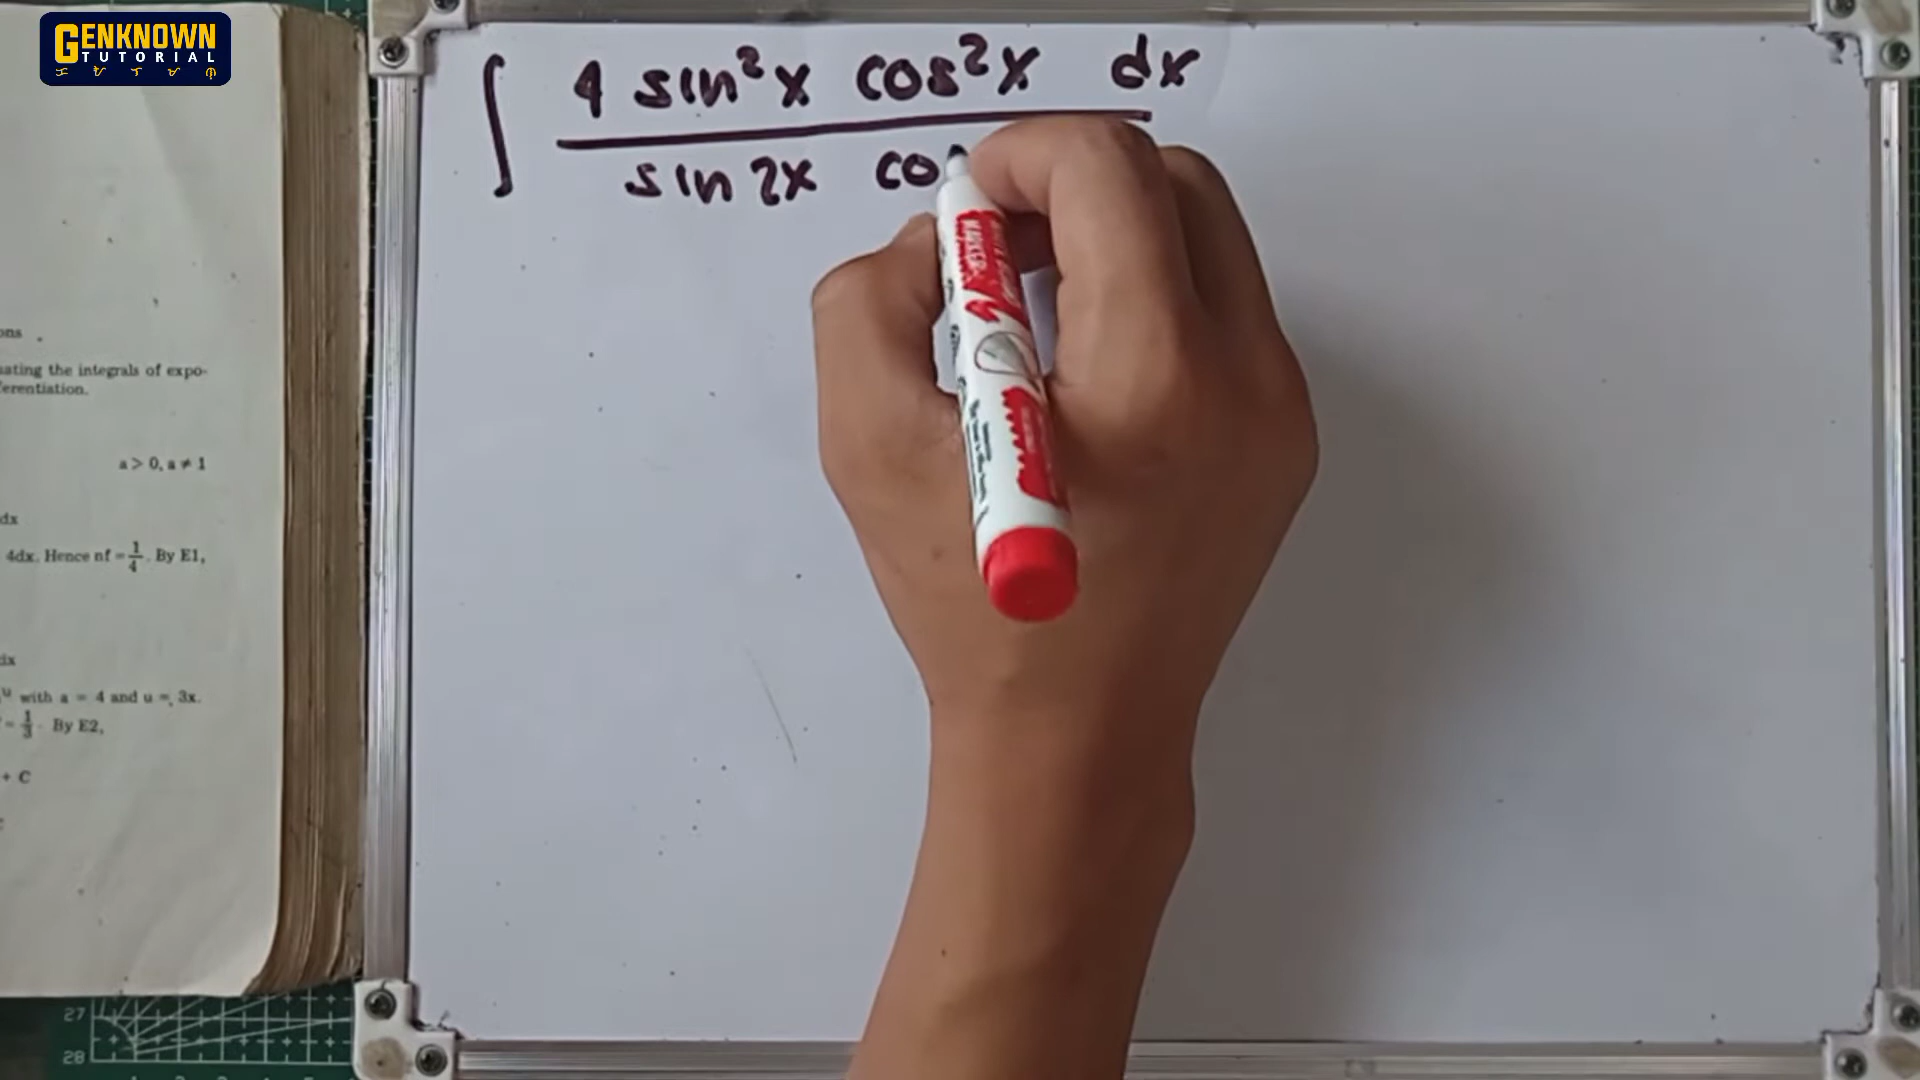 GENKNOWN
TUTORIAL
∫ 4 sin²x cos²x dx
sin 2x co
ons
uating the integrals of expo-
ferentiation.
a > 0, a ≠ 1
dx
4dx. Hence nf = 1/4. By E1,
dx
u with a = 4 and u = 3x.
= 1/3. By E2,
+ C
27
28